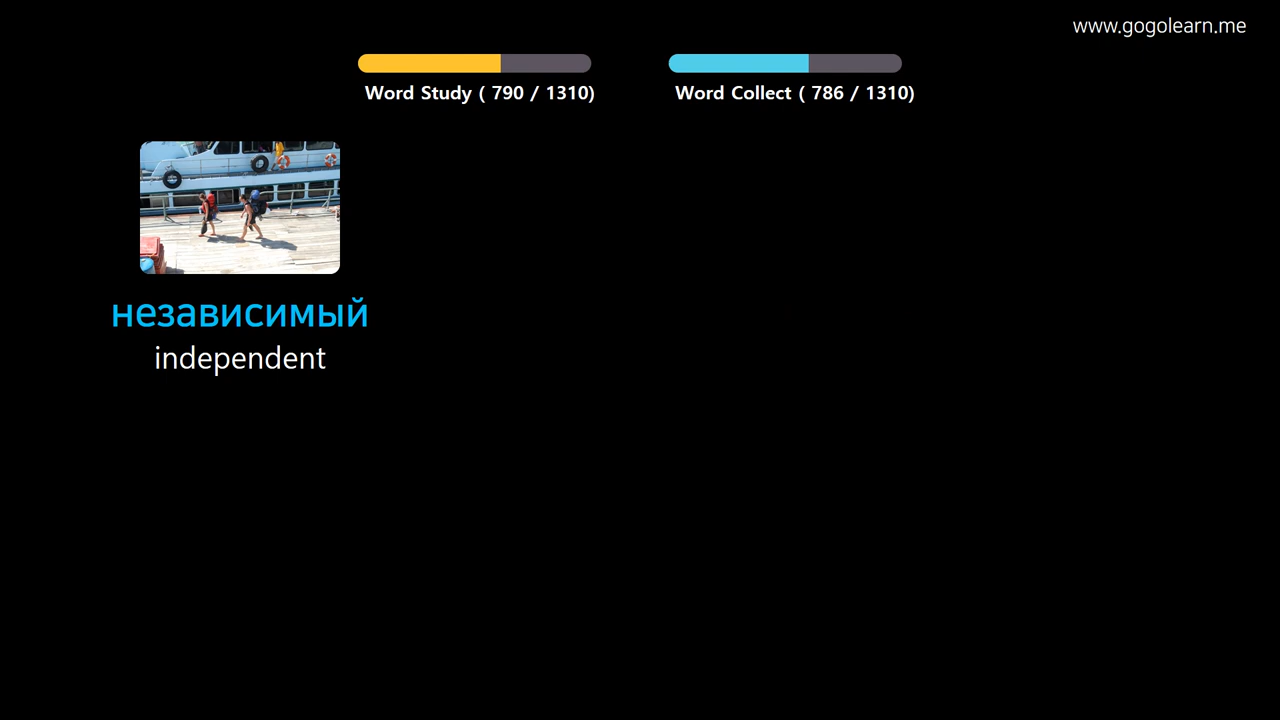 www.gogolearn.me
Word Study ( 790 / 1310)
Word Collect ( 786 / 1310)
независимый
independent